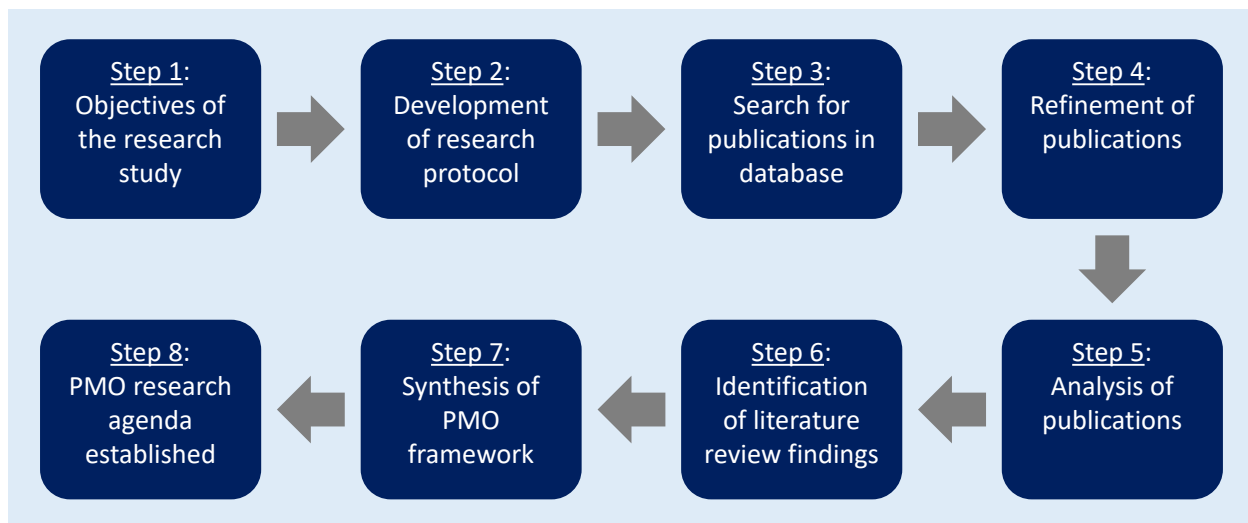 Step 1:
Objectives of
the research
study
Step 2:
Development
of research
protocol
Step 3:
Search for
publications in
database
Step 4:
Refinement of
publications
Step 5:
Analysis of
publications
Step 6:
Identification
of literature
review findings
Step 7:
Synthesis of
PMO
framework
Step 8:
PMO research
agenda
established